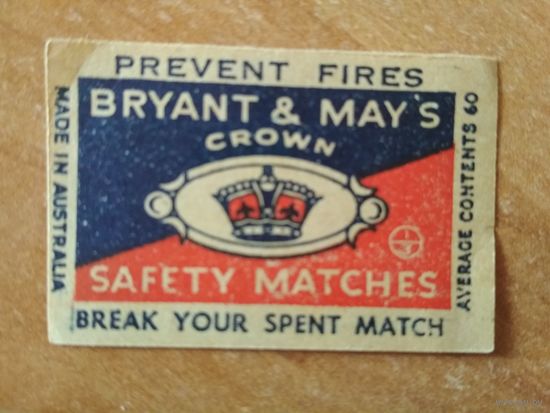 PREVENT FIRES
BRYANT & MAY'S
CROWN
SAFETY MATCHES
BREAK YOUR SPENT MATCH
MADE IN AUSTRALIA
AVERAGE CONTENTS 60